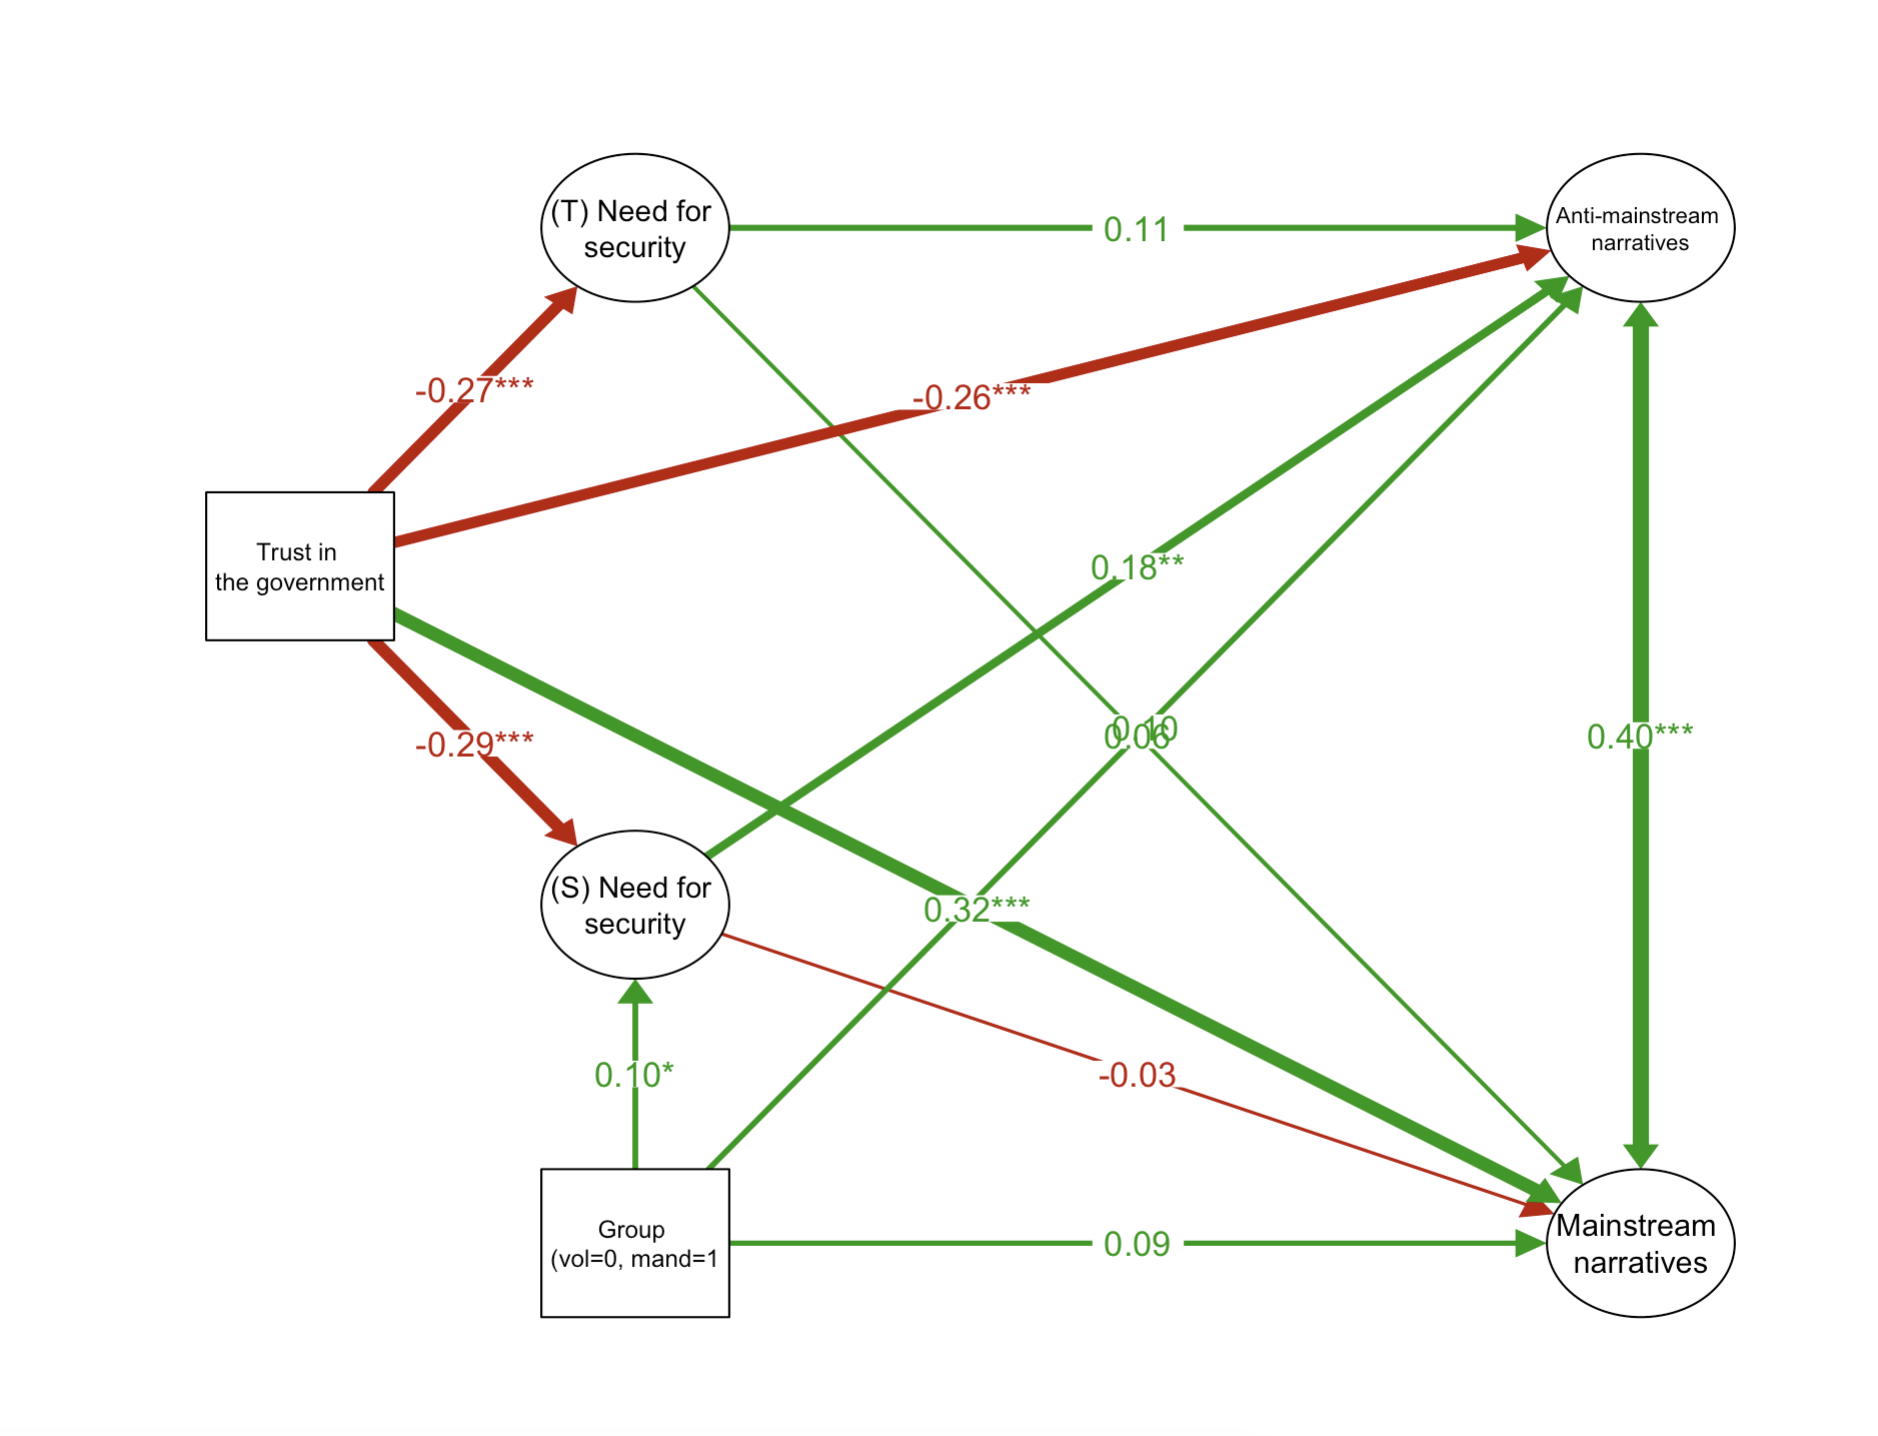 (T) Need for
security
Anti-mainstream
narratives
0.11
-0.27***
-0.26***
Trust in
the government
0.18**
0.10
0.06
0.40***
-0.29***
(S) Need for
security
0.32***
0.10*
-0.03
Group
(vol=0, mand=1
0.09
Mainstream
narratives